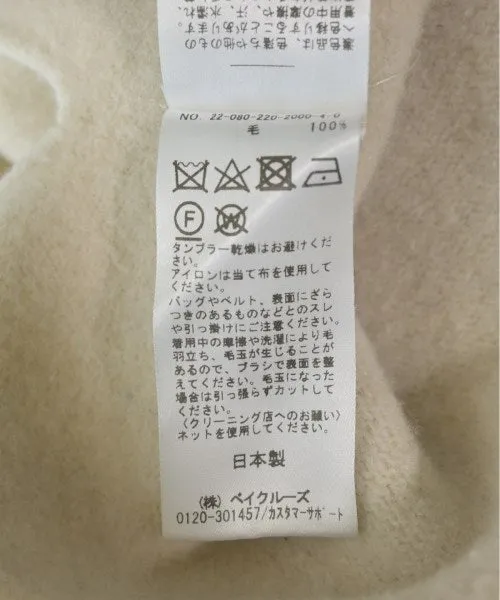 濃色品は、色落ちや他のもの
へ色移りすることがあります。
着用中の摩擦や、汗、水濡れ、
NO. 22-080-220-2000-4-0
毛 100%
F
W
タンブラー乾燥はお避けくだ
さい。
アイロンは当て布を使用して
ください。
バッグやベルト、表面にざら
つきのあるものなどとのスレ
や引っ掛けにご注意ください。
着用中の摩擦や洗濯により毛
羽立ち、毛玉が生じることが
あるので、ブラシで表面を整
えてください。毛玉になった
場合は引っ張らずカットして
ください。
〈クリーニング店へのお願い〉
ネットを使用してください。
日本製
(株) ベイクルーズ
0120-301457/カスタマーサポート